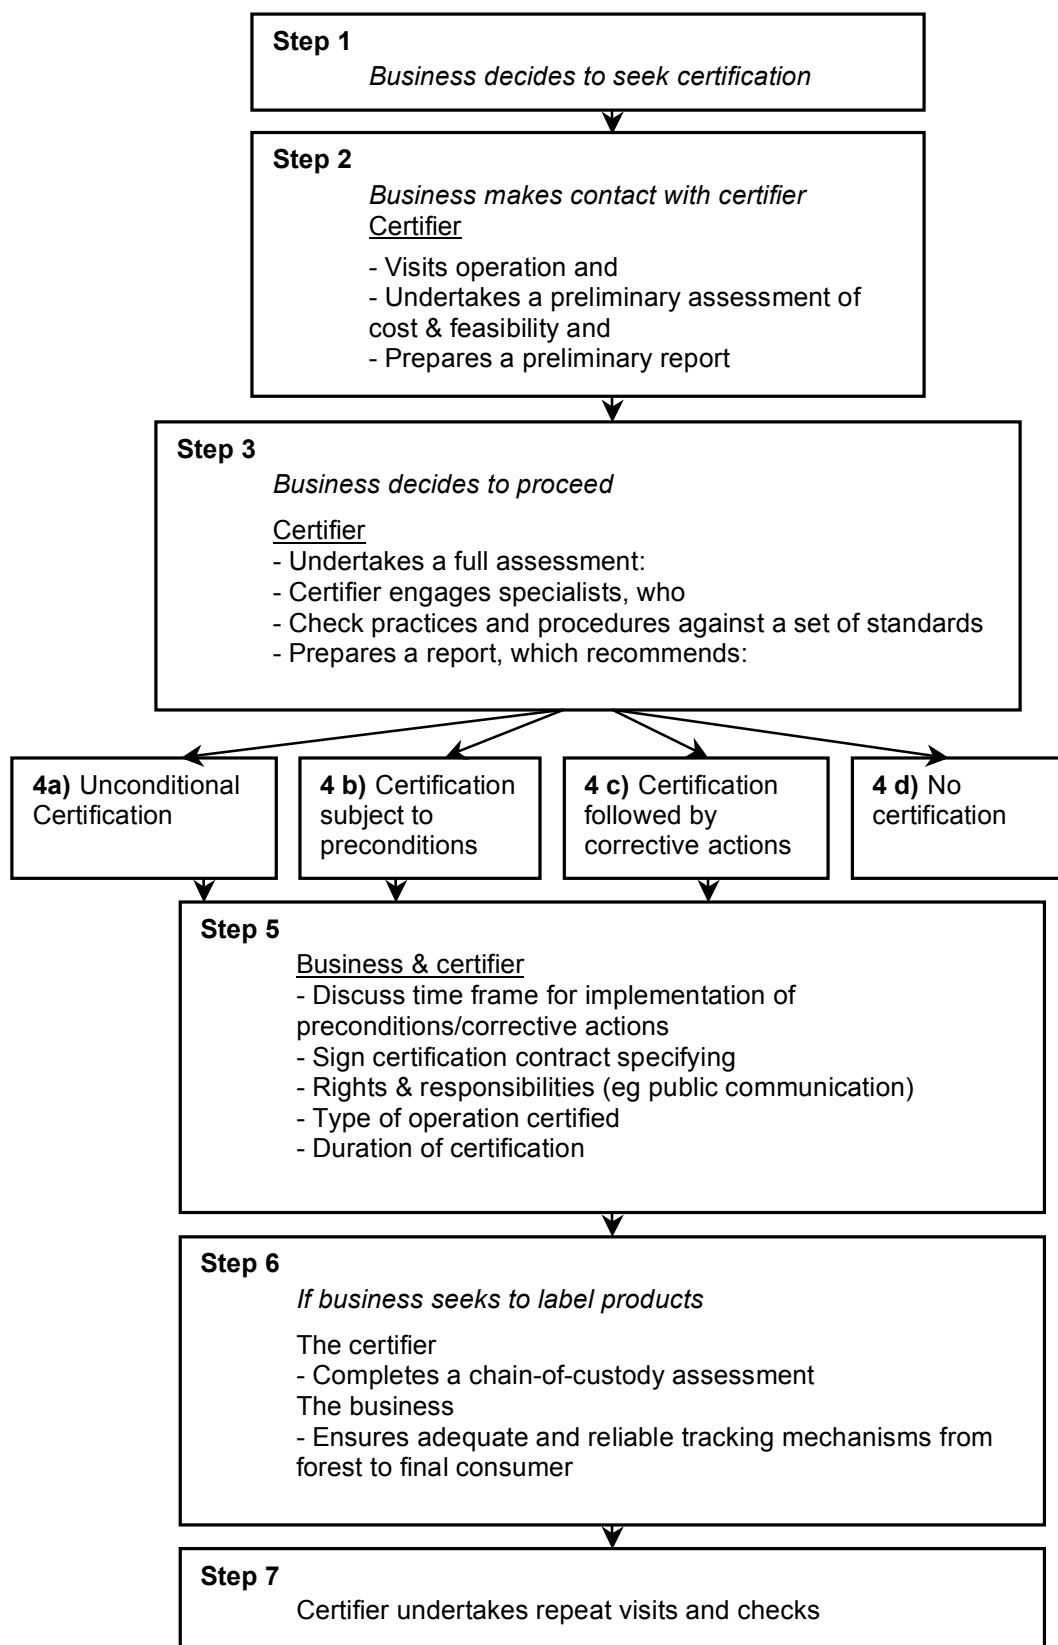 Step 1
Business decides to seek certification
Step 2
Business makes contact with certifier
Certifier
- Visits operation and
- Undertakes a preliminary assessment of
cost & feasibility and
- Prepares a preliminary report
Step 3
Business decides to proceed
Certifier
- Undertakes a full assessment:
- Certifier engages specialists, who
- Check practices and procedures against a set of standards
- Prepares a report, which recommends:
4a) Unconditional
Certification
4 b) Certification
subject to
preconditions
4 c) Certification
followed by
corrective actions
4 d) No
certification
Step 5
Business & certifier
- Discuss time frame for implementation of
preconditions/corrective actions
- Sign certification contract specifying
- Rights & responsibilities (eg public communication)
- Type of operation certified
- Duration of certification
Step 6
If business seeks to label products
The certifier
- Completes a chain-of-custody assessment
The business
- Ensures adequate and reliable tracking mechanisms from
forest to final consumer
Step 7
Certifier undertakes repeat visits and checks